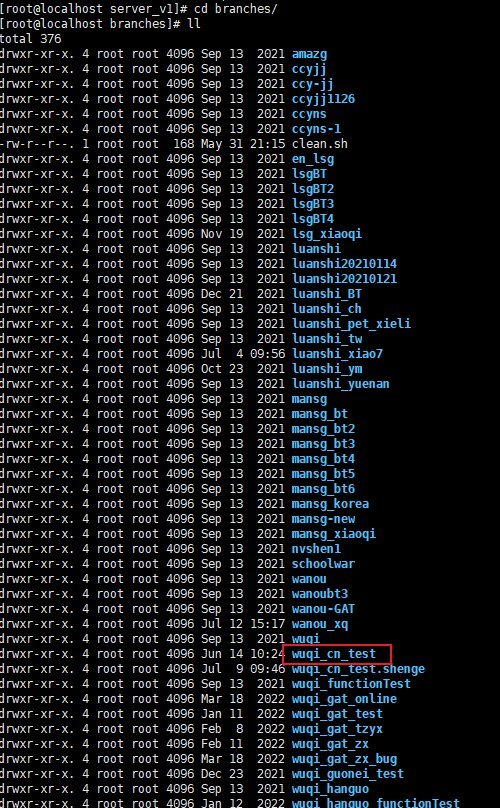 [root@localhost server_v1]# cd branches/
[root@localhost branches]# ll
total 376
drwxr-xr-x. 4 root root 4096 Sep 13  2021 amazg
drwxr-xr-x. 4 root root 4096 Sep 13  2021 ccyjj
drwxr-xr-x. 4 root root 4096 Sep 13  2021 ccy-jj
drwxr-xr-x. 4 root root 4096 Sep 13  2021 ccyjj1126
drwxr-xr-x. 4 root root 4096 Sep 13  2021 ccyns
drwxr-xr-x. 4 root root 4096 Sep 13  2021 ccyns-1
-rw-r--r--. 1 root root  168 May 31 21:15 clean.sh
drwxr-xr-x. 4 root root 4096 Sep 13  2021 en_lsg
drwxr-xr-x. 4 root root 4096 Sep 13  2021 lsgBT
drwxr-xr-x. 4 root root 4096 Sep 13  2021 lsgBT2
drwxr-xr-x. 4 root root 4096 Sep 13  2021 lsgBT3
drwxr-xr-x. 4 root root 4096 Sep 13  2021 lsgBT4
drwxr-xr-x. 4 root root 4096 Nov 19  2021 lsg_xiaoqi
drwxr-xr-x. 4 root root 4096 Sep 13  2021 luanshi
drwxr-xr-x. 4 root root 4096 Sep 13  2021 luanshi20210114
drwxr-xr-x. 4 root root 4096 Sep 13  2021 luanshi20210121
drwxr-xr-x. 4 root root 4096 Dec 21  2021 luanshi_BT
drwxr-xr-x. 4 root root 4096 Sep 13  2021 luanshi_ch
drwxr-xr-x. 4 root root 4096 Sep 13  2021 luanshi_pet_xieli
drwxr-xr-x. 4 root root 4096 Sep 13  2021 luanshi_tw
drwxr-xr-x. 4 root root 4096 Jul  4 09:56 luanshi_xiao7
drwxr-xr-x. 4 root root 4096 Oct 23  2021 luanshi_ym
drwxr-xr-x. 4 root root 4096 Sep 13  2021 luanshi_yuenan
drwxr-xr-x. 4 root root 4096 Sep 13  2021 mansg
drwxr-xr-x. 4 root root 4096 Sep 13  2021 mansg_bt
drwxr-xr-x. 4 root root 4096 Sep 13  2021 mansg_bt2
drwxr-xr-x. 4 root root 4096 Sep 13  2021 mansg_bt3
drwxr-xr-x. 4 root root 4096 Sep 13  2021 mansg_bt4
drwxr-xr-x. 4 root root 4096 Sep 13  2021 mansg_bt5
drwxr-xr-x. 4 root root 4096 Sep 13  2021 mansg_bt6
drwxr-xr-x. 4 root root 4096 Sep 13  2021 mansg_korea
drwxr-xr-x. 4 root root 4096 Sep 13  2021 mansg-new
drwxr-xr-x. 4 root root 4096 Sep 13  2021 mansg_xiaoqi
drwxr-xr-x. 4 root root 4096 Sep 13  2021 nvshen1
drwxr-xr-x. 4 root root 4096 Sep 13  2021 schoolwar
drwxr-xr-x. 4 root root 4096 Sep 13  2021 wanou
drwxr-xr-x. 4 root root 4096 Sep 13  2021 wanoubt3
drwxr-xr-x. 4 root root 4096 Sep 13  2021 wanou-GAT
drwxr-xr-x. 4 root root 4096 Jul 12 15:17 wanou_xq
drwxr-xr-x. 4 root root 4096 Sep 13  2021 wuqi
drwxr-xr-x. 4 root root 4096 Jun 14 10:24 wuqi_cn_test
drwxr-xr-x. 4 root root 4096 Jul  9 09:46 wuqi_cn_test.shenge
drwxr-xr-x. 4 root root 4096 Sep 13  2021 wuqi_functionTest
drwxr-xr-x. 4 root root 4096 Mar 18  2022 wuqi_gat_online
drwxr-xr-x. 4 root root 4096 Jan 11  2022 wuqi_gat_test
drwxr-xr-x. 4 root root 4096 Feb  8  2022 wuqi_gat_tzyx
drwxr-xr-x. 4 root root 4096 Feb 11  2022 wuqi_gat_zx
drwxr-xr-x. 4 root root 4096 Mar 18  2022 wuqi_gat_zx_bug
drwxr-xr-x. 4 root root 4096 Dec 23  2021 wuqi_guonei_test
drwxr-xr-x. 4 root root 4096 Sep 13  2021 wuqi_hanguo
drwxr-xr-x. 4 root root 4096 Jan 12  2022 wuqi_hanguo_functionTest